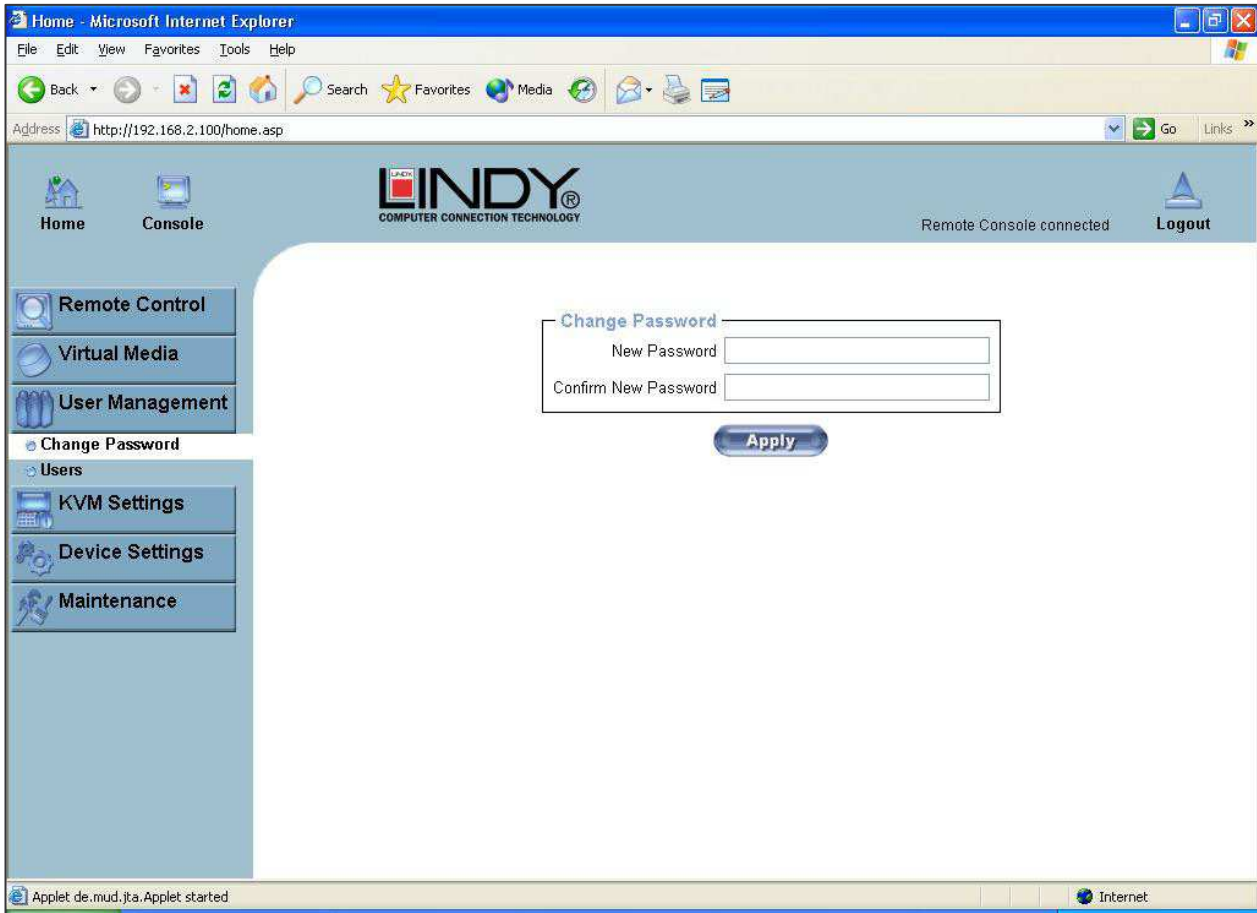 Home - Microsoft Internet Explorer
File Edit View Favorites Tools Help
Back Search Favorites Media
Address http://192.168.2.100/home.asp Go Links »
Home Console
LINDY
LINDY®
COMPUTER CONNECTION TECHNOLOGY
Remote Console connected
Logout
Remote Control
Virtual Media
User Management
Change Password
Users
KVM Settings
Device Settings
Maintenance
Change Password
New Password
Confirm New Password
Apply
Applet de.mud.jta.Applet started
Internet